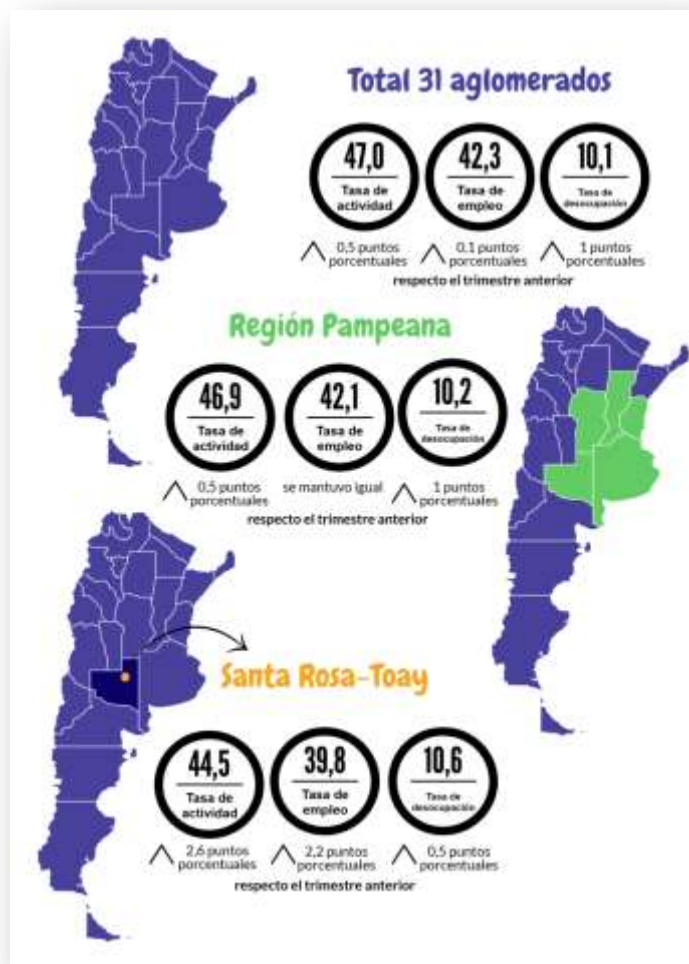 Total 31 aglomerados
47,0
Tasa de
actividad
42,3
Tasa de
empleo
10,1
Tasa de
desocupación
0,5 puntos
porcentuales
0,1 puntos
porcentuales
1 puntos
porcentuales
respecto el trimestre anterior
Región Pampeana
46,9
Tasa de
actividad
42,1
Tasa de
empleo
10,2
Tasa de
desocupación
0,5 puntos
porcentuales
se mantuvo igual
1 puntos
porcentuales
respecto el trimestre anterior
Santa Rosa-Toay
44,5
Tasa de
actividad
39,8
Tasa de
empleo
10,6
Tasa de
desocupación
2,6 puntos
porcentuales
2,2 puntos
porcentuales
0,5 puntos
porcentuales
respecto el trimestre anterior